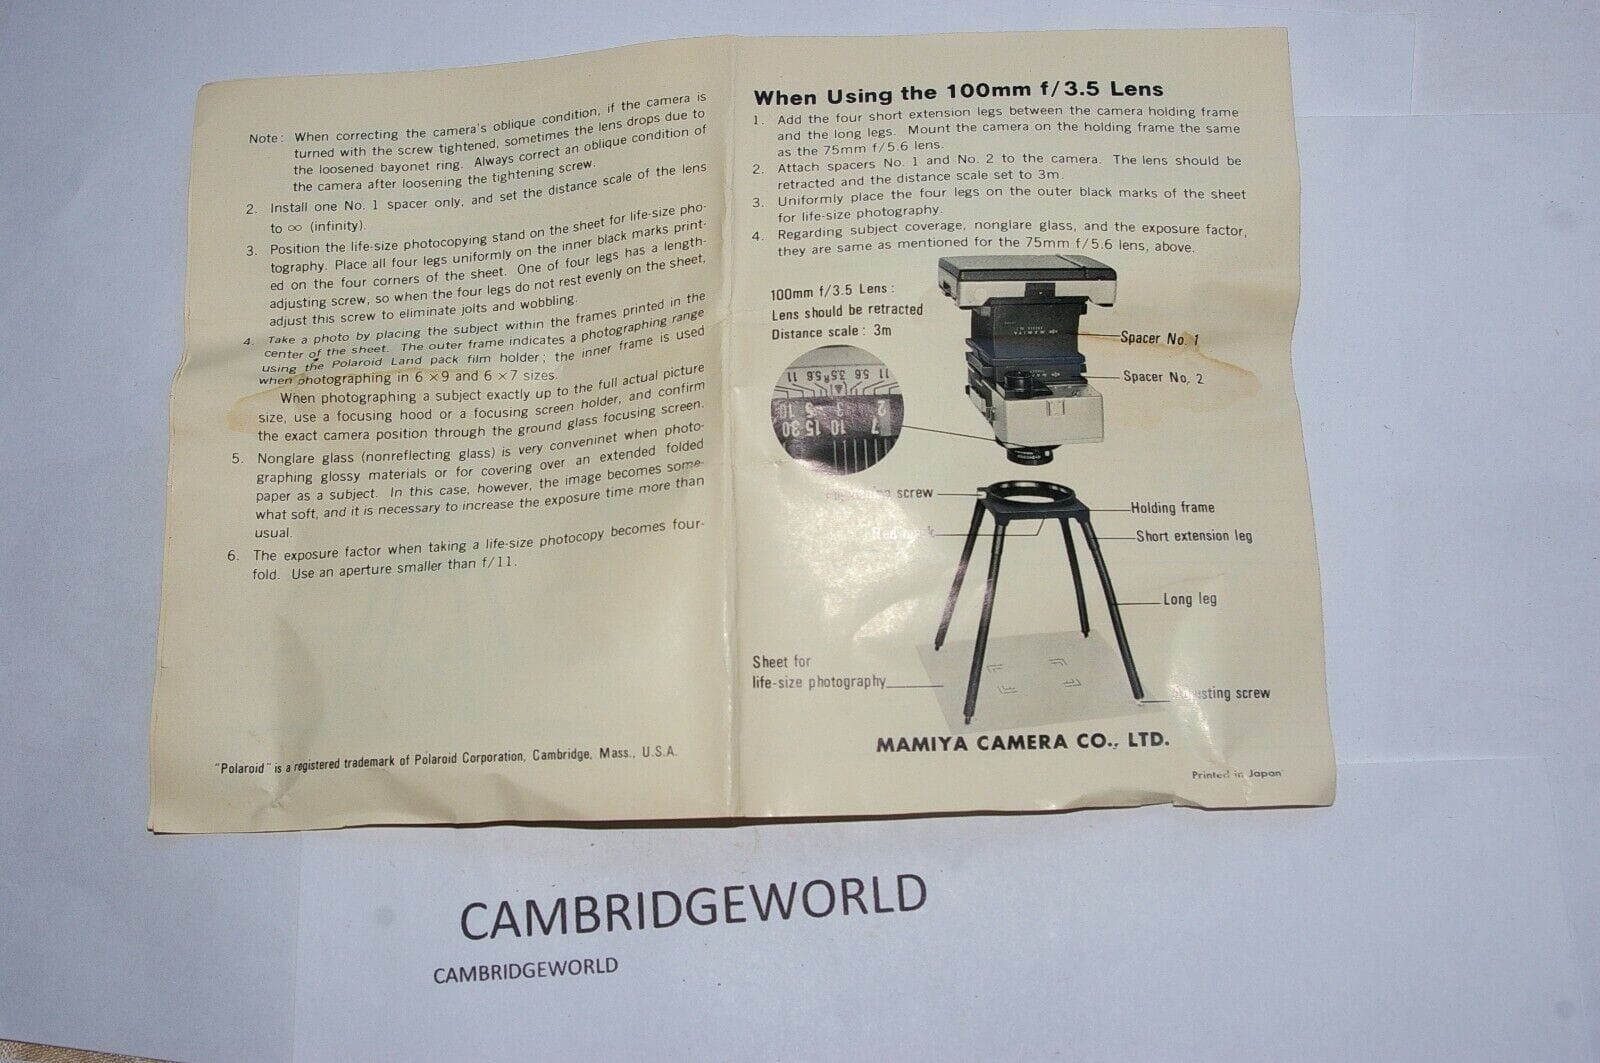 Note: When correcting the camera's oblique condition, if the camera is
turned with the screw tightened, sometimes the lens drops due to
the loosened bayonet ring. Always correct an oblique condition of
the camera after loosening the tightening screw.
2. Install one No. 1 spacer only, and set the distance scale of the lens
to ∞ (infinity).
3. Position the life-size photocopying stand on the sheet for life-size pho-
tography. Place all four legs uniformly on the inner black marks print-
ed on the four corners of the sheet. One of four legs has a length-
adjusting screw, so when the four legs do not rest evenly on the sheet,
adjust this screw to eliminate jolts and wobbling.
4. Take a photo by placing the subject within the frames printed in the
center of the sheet. The outer frame indicates a photographing range
using the Polaroid Land pack film holder; the inner frame is used
when photographing in 6 × 9 and 6 × 7 sizes.
When photographing a subject exactly up to the full actual picture
size, use a focusing hood or a focusing screen holder, and confirm
the exact camera position through the ground glass focusing screen.
5. Nonglare glass (nonreflecting glass) is very conveninet when photo-
graphing glossy materials or for covering over an extended folded
paper as a subject. In this case, however, the image becomes some-
what soft, and it is necessary to increase the exposure time more than
usual.
6. The exposure factor when taking a life-size photocopy becomes four-
fold. Use an aperture smaller than f/11.
"Polaroid" is a registered trademark of Polaroid Corporation, Cambridge, Mass., U.S.A.
When Using the 100mm f/3.5 Lens
1. Add the four short extension legs between the camera holding frame
and the long legs. Mount the camera on the holding frame the same
as the 75mm f/5.6 lens.
2. Attach spacers No. 1 and No. 2 to the camera. The lens should be
retracted and the distance scale set to 3m.
3. Uniformly place the four legs on the outer black marks of the sheet
for life-size photography.
4. Regarding subject coverage, nonglare glass, and the exposure factor,
they are same as mentioned for the 75mm f/5.6 lens, above.
100mm f/3.5 Lens:
Lens should be retracted
Distance scale: 3m
11 5.6 3.5R 5.6 11
10 5 3 2
30 15 10 7
Spacer No. 1
Spacer No. 2
screw
Holding frame
Short extension leg
Long leg
Sheet for
life-size photography
screw
MAMIYA CAMERA CO., LTD.
Printed in Japan
CAMBRIDGEWORLD
CAMBRIDGEWORLD